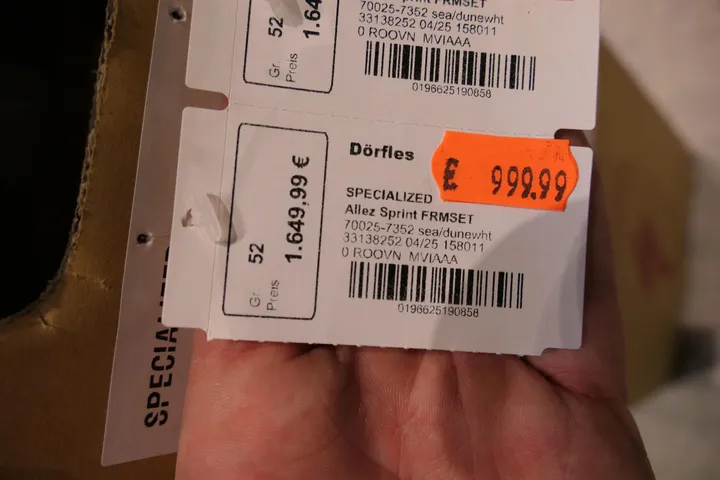 52
1.64
Gr.
Preis
70025-7352 sea/dunewht
33138252 04/25 158011
0 ROOVN MVIAAA
0196625190858
Dörfles
€ 999.99
SPECIALIZED
Allez Sprint FRMSET
70025-7352 sea/dunewht
33138252 04/25 158011
0 ROOVN MVIAAA
0196625190858
Gr. 52
Preis 1.649,99 €